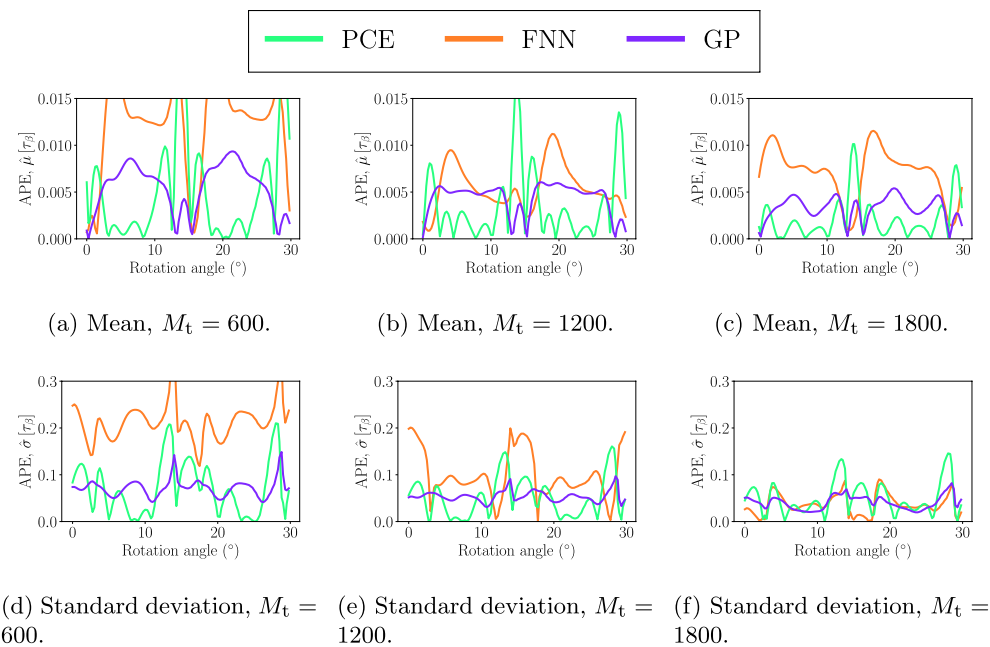 PCE FNN GP
0.015 0.015 0.015
0.010 0.010 0.010
0.005 0.005 0.005
0.000 0.000 0.000
APE, μ̂ [τβ] APE, μ̂ [τβ] APE, μ̂ [τβ]
0 10 20 30 0 10 20 30 0 10 20 30
Rotation angle (°) Rotation angle (°) Rotation angle (°)
(a) Mean, Mt = 600. (b) Mean, Mt = 1200. (c) Mean, Mt = 1800.
0.3 0.3 0.3
0.2 0.2 0.2
0.1 0.1 0.1
0.0 0.0 0.0
APE, σ̂ [τβ] APE, σ̂ [τβ] APE, σ̂ [τβ]
0 10 20 30 0 10 20 30 0 10 20 30
Rotation angle (°) Rotation angle (°) Rotation angle (°)
(d) Standard deviation, Mt =
600.
(e) Standard deviation, Mt =
1200.
(f) Standard deviation, Mt =
1800.